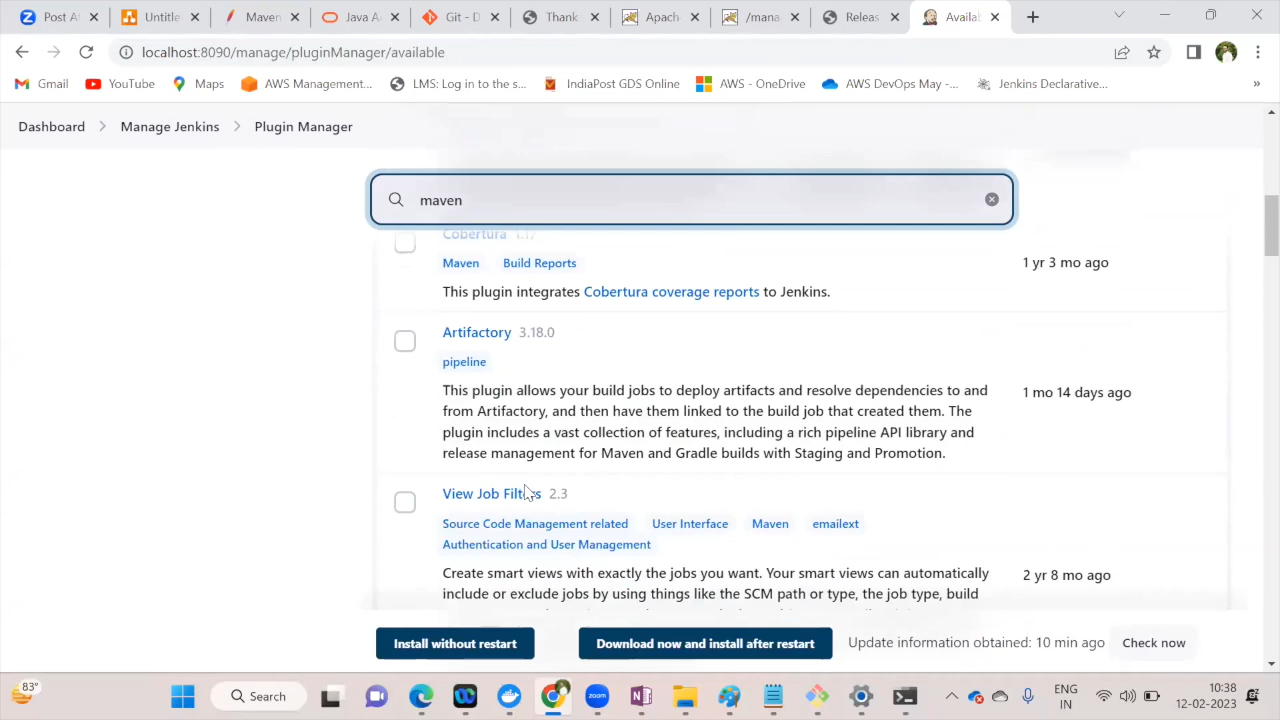 Post At
Untitle
Maven
Java A
Git - D
Thank
Apach
/mana
Releas
Availa
localhost:8090/manage/pluginManager/available
Gmail
YouTube
Maps
AWS Management...
LMS: Log in to the s...
IndiaPost GDS Online
AWS - OneDrive
AWS DevOps May -...
Jenkins Declarative...
»
Dashboard
Manage Jenkins
Plugin Manager
maven
Cobertura 1.17
Maven Build Reports
1 yr 3 mo ago
This plugin integrates Cobertura coverage reports to Jenkins.
Artifactory 3.18.0
pipeline
This plugin allows your build jobs to deploy artifacts and resolve dependencies to and
1 mo 14 days ago
from Artifactory, and then have them linked to the build job that created them. The
plugin includes a vast collection of features, including a rich pipeline API library and
release management for Maven and Gradle builds with Staging and Promotion.
View Job Filters 2.3
Source Code Management related User Interface Maven emailext
Authentication and User Management
Create smart views with exactly the jobs you want. Your smart views can automatically
2 yr 8 mo ago
include or exclude jobs by using things like the SCM path or type, the job type, build
Install without restart
Download now and install after restart
Update information obtained: 10 min ago
Check now
83°
Search
zoom
ENG
IN
10:38
12-02-2023